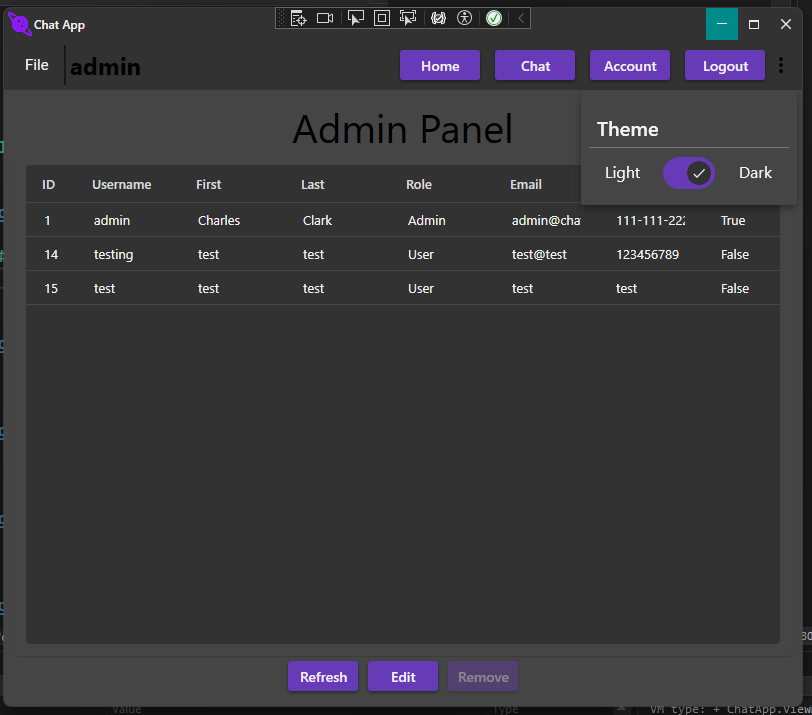 Chat App
File
admin
Home
Chat
Account
Logout
Admin Panel
Theme
Light
Dark
ID Username First Last Role Email
1 admin Charles Clark Admin admin@cha 111-111-222 True
14 testing test test User test@test 123456789 False
15 test test test User test test False
Refresh
Edit
Remove
Value Type VM type: + ChatApp.View